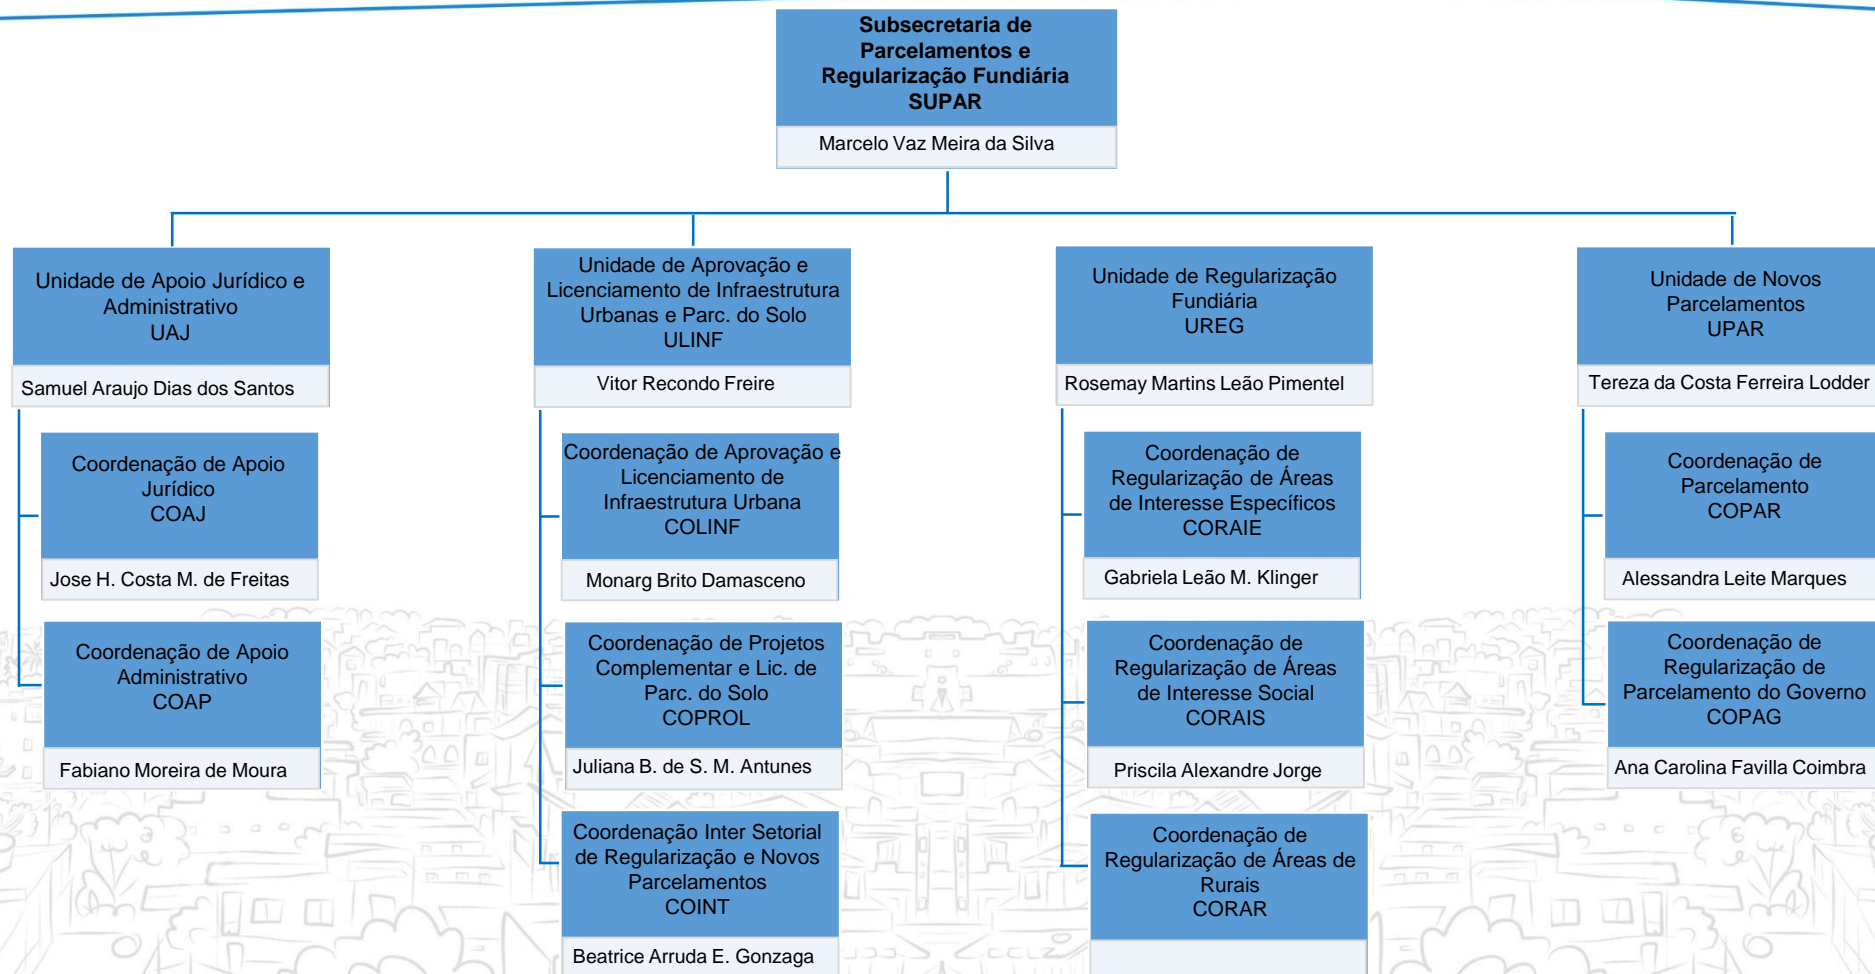 Subsecretaria de
Parcelamentos e
Regularização Fundiária
SUPAR
Marcelo Vaz Meira da Silva
Unidade de Apoio Jurídico e
Administrativo
UAJ
Samuel Araujo Dias dos Santos
Coordenação de Apoio
Jurídico
COAJ
Jose H. Costa M. de Freitas
Coordenação de Apoio
Administrativo
COAP
Fabiano Moreira de Moura
Unidade de Aprovação e
Licenciamento de Infraestrutura
Urbanas e Parc. do Solo
ULINF
Vitor Recondo Freire
Coordenação de Aprovação e
Licenciamento de
Infraestrutura Urbana
COLINF
Monarg Brito Damasceno
Coordenação de Projetos
Complementar e Lic. de
Parc. do Solo
COPROL
Juliana B. de S. M. Antunes
Coordenação Inter Setorial
de Regularização e Novos
Parcelamentos
COINT
Beatrice Arruda E. Gonzaga
Unidade de Regularização
Fundiária
UREG
Rosemay Martins Leão Pimentel
Coordenação de
Regularização de Áreas
de Interesse Específicos
CORAIE
Gabriela Leão M. Klinger
Coordenação de
Regularização de Áreas
de Interesse Social
CORAIS
Priscila Alexandre Jorge
Coordenação de
Regularização de Áreas de
Rurais
CORAR
Unidade de Novos
Parcelamentos
UPAR
Tereza da Costa Ferreira Lodder
Coordenação de
Parcelamento
COPAR
Alessandra Leite Marques
Coordenação de
Regularização de
Parcelamento do Governo
COPAG
Ana Carolina Favilla Coimbra